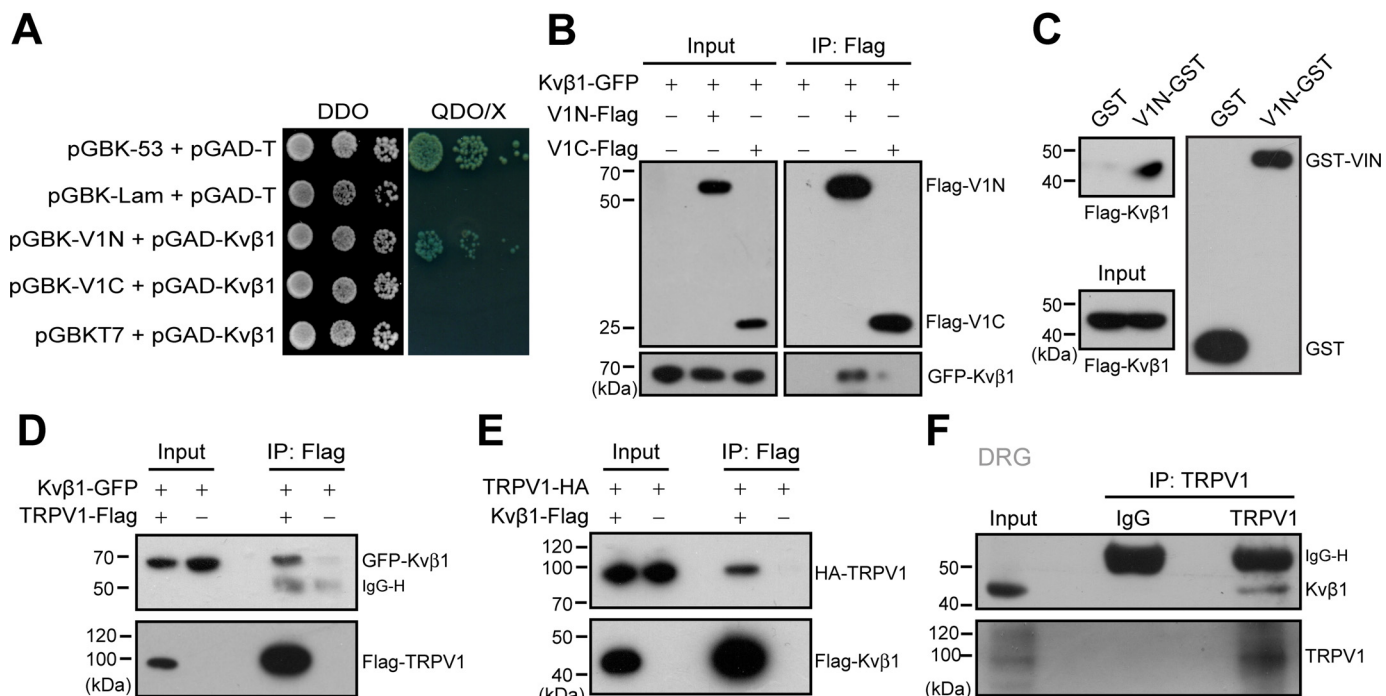 A
DDO QDO/X
pGBK-53 + pGAD-T
pGBK-Lam + pGAD-T
pGBK-V1N + pGAD-Kvβ1
pGBK-V1C + pGAD-Kvβ1
pGBKT7 + pGAD-Kvβ1
B
Input IP: Flag
Kvβ1-GFP + + + + + +
V1N-Flag − + − − + −
V1C-Flag − − + − − +
70
50
25
Flag-V1N
Flag-V1C
70
(kDa)
GFP-Kvβ1
C
GST V1N-GST
50
40
Flag-Kvβ1
Input
50
40
(kDa)
Flag-Kvβ1
GST V1N-GST
GST-VIN
GST
D
Input IP: Flag
Kvβ1-GFP + + + +
TRPV1-Flag + − + −
70
50
GFP-Kvβ1
IgG-H
120
100
(kDa)
Flag-TRPV1
E
Input IP: Flag
TRPV1-HA + + + +
Kvβ1-Flag + − + −
120
100
70
HA-TRPV1
50
40
(kDa)
Flag-Kvβ1
F
DRG
IP: TRPV1
Input IgG TRPV1
50
40
IgG-H
Kvβ1
120
100
(kDa)
TRPV1